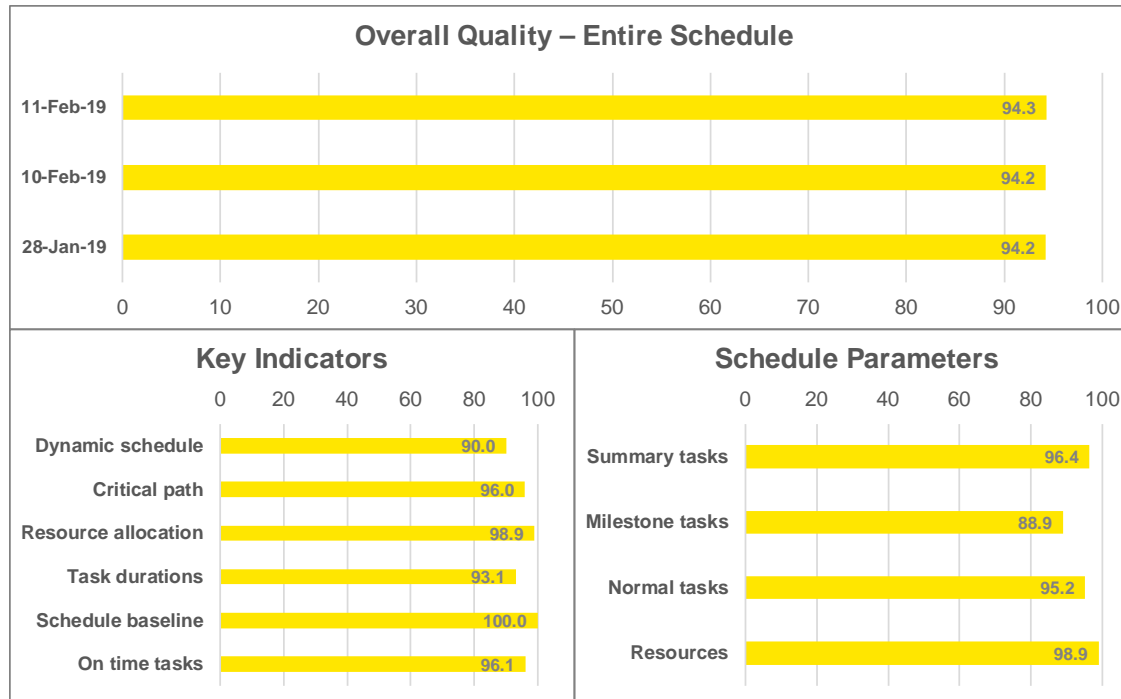 Overall Quality – Entire Schedule
11-Feb-19 94.3
10-Feb-19 94.2
28-Jan-19 94.2
0 10 20 30 40 50 60 70 80 90 100
Key Indicators
0 20 40 60 80 100
Dynamic schedule 90.0
Critical path 96.0
Resource allocation 98.9
Task durations 93.1
Schedule baseline 100.0
On time tasks 96.1
Schedule Parameters
0 20 40 60 80 100
Summary tasks 96.4
Milestone tasks 88.9
Normal tasks 95.2
Resources 98.9